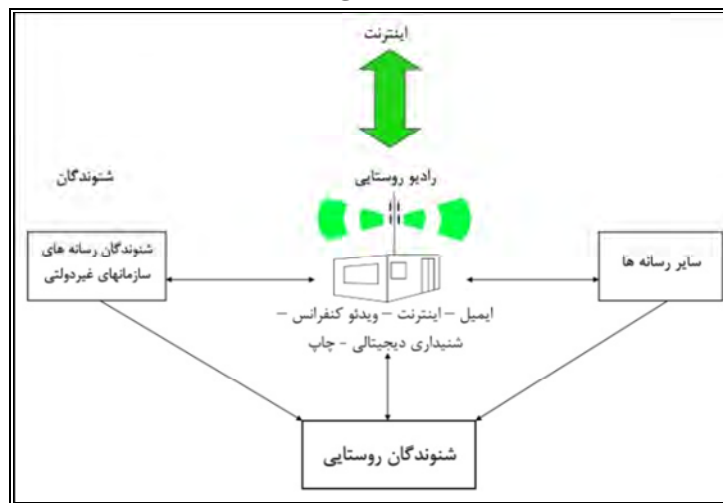 اینترنت
رادیو روستایی
شنوندگان
سایر رسانه ها
شنوندگان رسانه های
سازمانهای غیردولتی
ایمیل – اینترنت – ویدئو کنفرانس –
شنیداری دیجیتالی - چاپ
شنوندگان روستایی